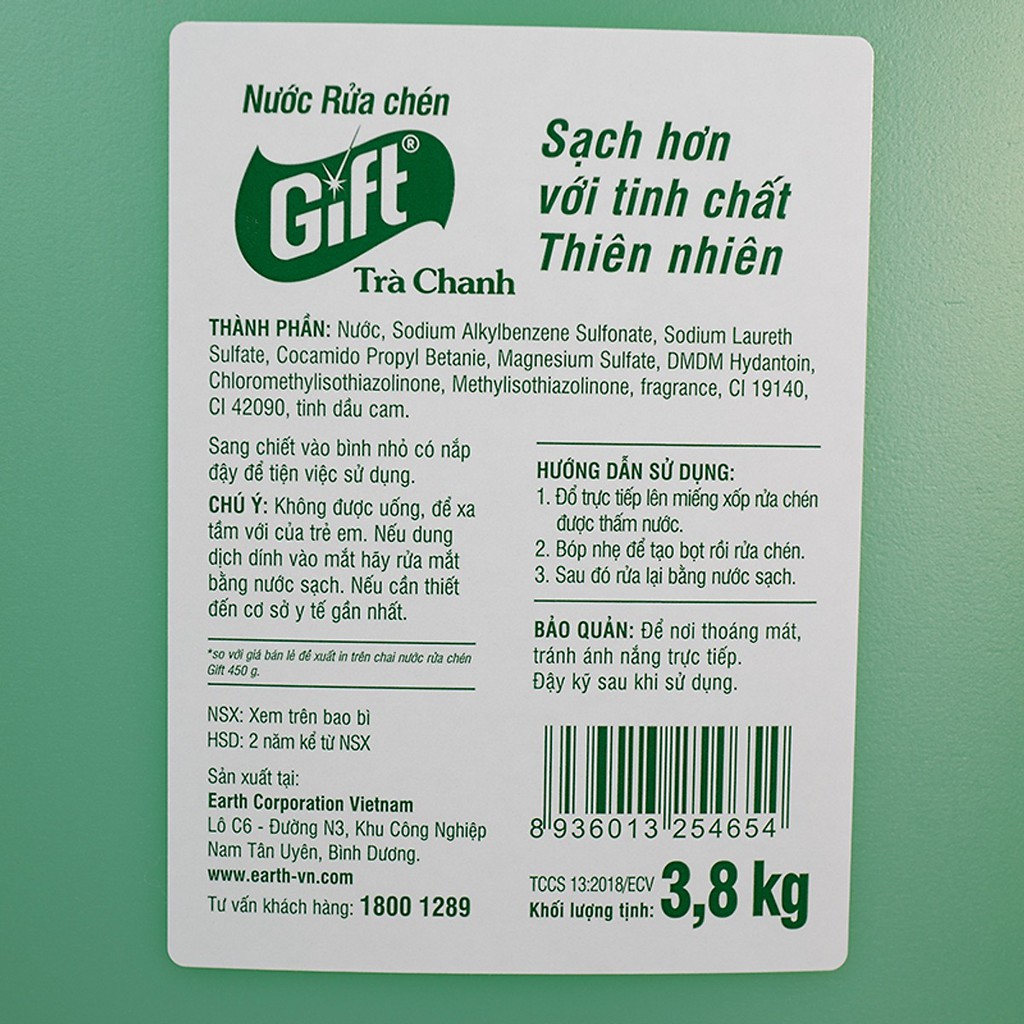 Nước Rửa chén
Gift®
Trà Chanh
Sạch hơn
với tinh chất
Thiên nhiên
THÀNH PHẦN: Nước, Sodium Alkylbenzene Sulfonate, Sodium Laureth
Sulfate, Cocamido Propyl Betanie, Magnesium Sulfate, DMDM Hydantoin,
Chloromethylisothiazolinone, Methylisothiazolinone, fragrance, CI 19140,
CI 42090, tinh dầu cam.
Sang chiết vào bình nhỏ có nắp
đậy để tiện việc sử dụng.
CHÚ Ý: Không được uống, để xa
tầm với của trẻ em. Nếu dung
dịch dính vào mắt hãy rửa mắt
bằng nước sạch. Nếu cần thiết
đến cơ sở y tế gần nhất.
*so với giá bán lẻ đề xuất in trên chai nước rửa chén
Gift 450 g.
NSX: Xem trên bao bì
HSD: 2 năm kể từ NSX
Sản xuất tại:
Earth Corporation Vietnam
Lô C6 - Đường N3, Khu Công Nghiệp
Nam Tân Uyên, Bình Dương.
www.earth-vn.com
Tư vấn khách hàng: 1800 1289
HƯỚNG DẪN SỬ DỤNG:
1. Đổ trực tiếp lên miếng xốp rửa chén
được thấm nước.
2. Bóp nhẹ để tạo bọt rồi rửa chén.
3. Sau đó rửa lại bằng nước sạch.
BẢO QUẢN: Để nơi thoáng mát,
tránh ánh nắng trực tiếp.
Đậy kỹ sau khi sử dụng.
8 936013 254654
TCCS 13:2018/ECV
Khối lượng tịnh: 3,8 kg